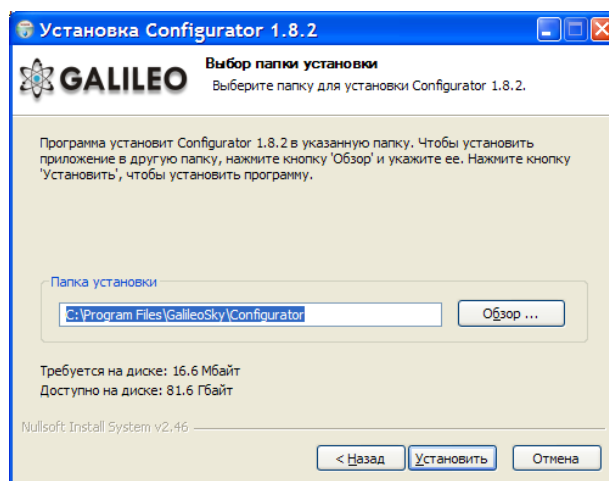 Установка Configurator 1.8.2
GALILEO
Выбор папки установки
Выберите папку для установки Configurator 1.8.2.
Программа установит Configurator 1.8.2 в указанную папку. Чтобы установить
приложение в другую папку, нажмите кнопку 'Обзор' и укажите ее. Нажмите кнопку
'Установить', чтобы установить программу.
Папка установки
C:\Program Files\GalileoSky\Configurator
Обзор ...
Требуется на диске: 16.6 Мбайт
Доступно на диске: 81.6 Гбайт
Nullsoft Install System v2.46
< Назад Установить Отмена